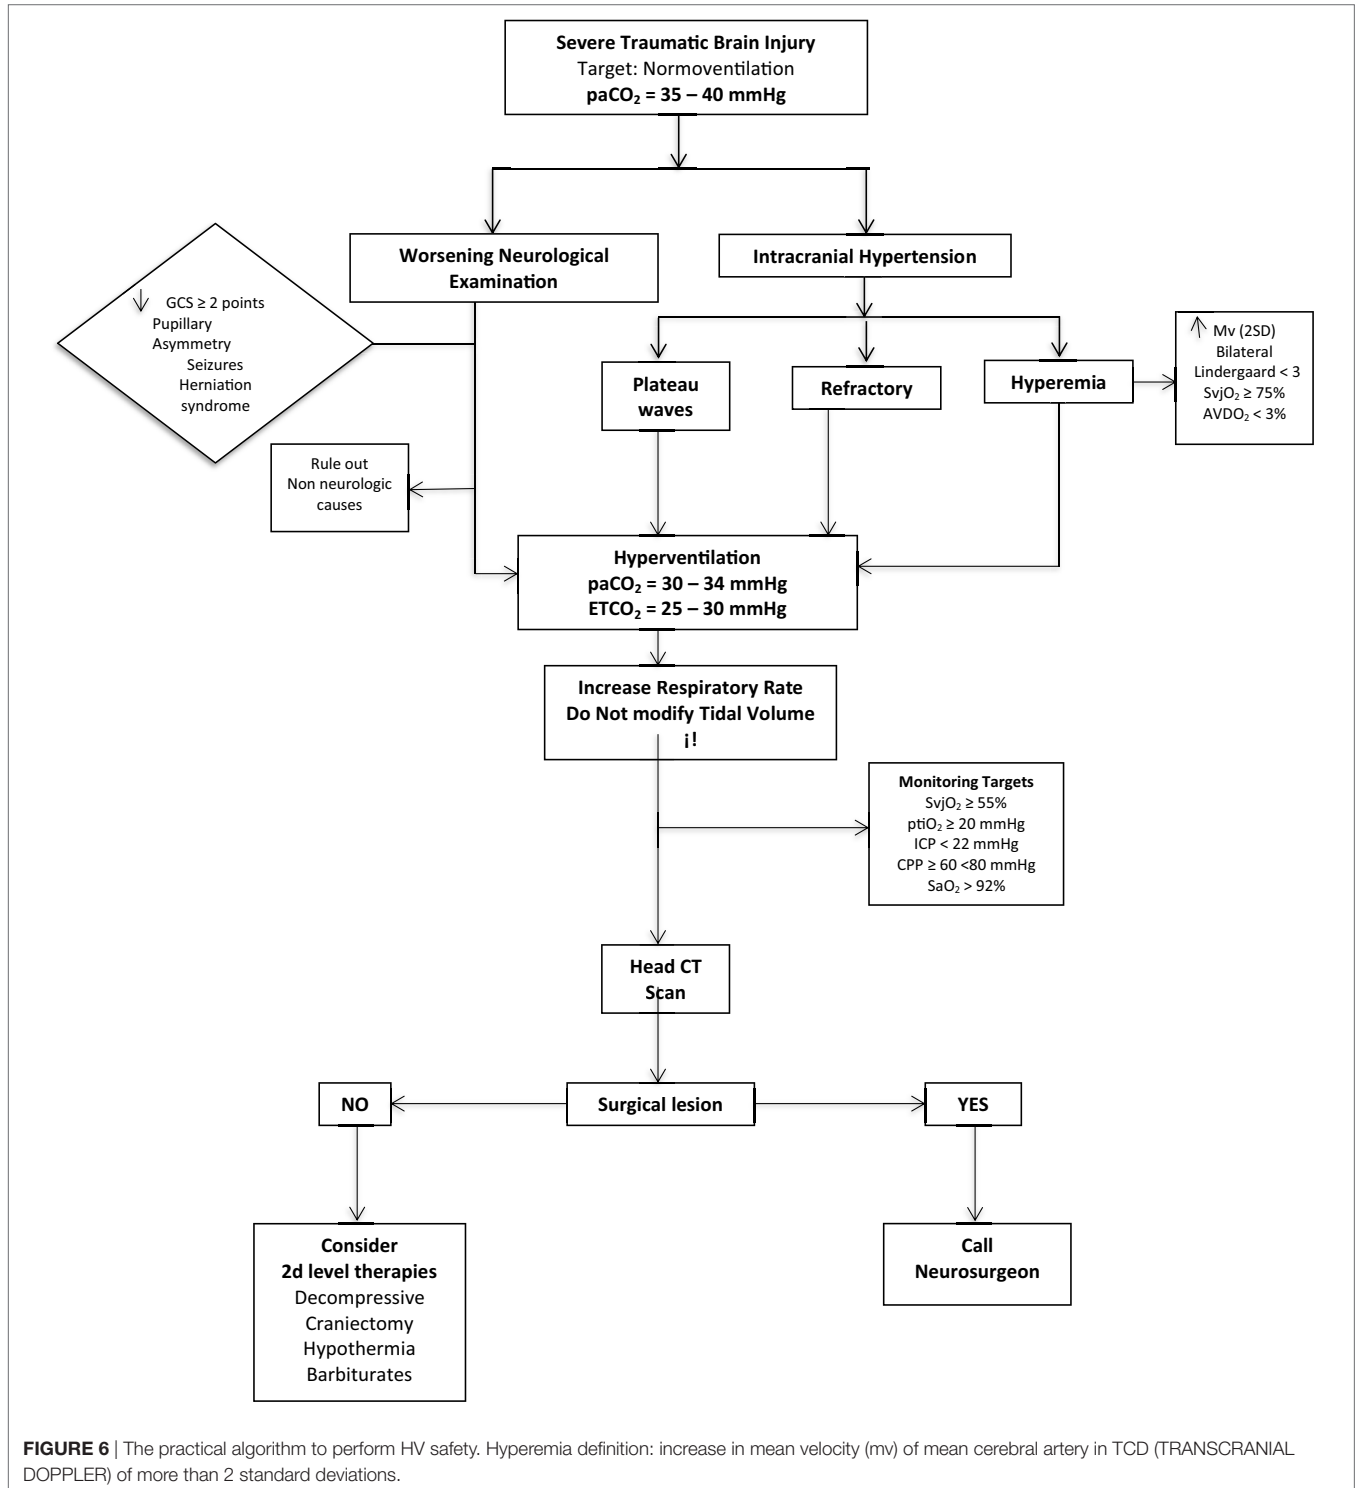 Severe Traumatic Brain Injury
Target: Normoventilation
paCO₂ = 35 – 40 mmHg
Worsening Neurological
Examination
Intracranial Hypertension
↓ GCS ≥ 2 points
Pupillary
Asymmetry
Seizures
Herniation
syndrome
Plateau
waves
Refractory
Hyperemia
↑ Mv (2SD)
Bilateral
Lindergaard < 3
SvjO₂ ≥ 75%
AVDO₂ < 3%
Rule out
Non neurologic
causes
Hyperventilation
paCO₂ = 30 – 34 mmHg
ETCO₂ = 25 – 30 mmHg
Increase Respiratory Rate
Do Not modify Tidal Volume
¡!
Monitoring Targets
SvjO₂ ≥ 55%
ptiO₂ ≥ 20 mmHg
ICP < 22 mmHg
CPP ≥ 60 <80 mmHg
SaO₂ > 92%
Head CT
Scan
NO
Surgical lesion
YES
Consider
2d level therapies
Decompressive
Craniectomy
Hypothermia
Barbiturates
Call
Neurosurgeon
FIGURE 6 | The practical algorithm to perform HV safety. Hyperemia definition: increase in mean velocity (mv) of mean cerebral artery in TCD (TRANSCRANIAL
DOPPLER) of more than 2 standard deviations.